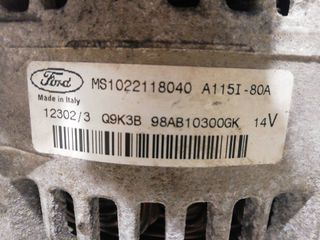 Ford MS1022118040 A115I-80A
Made in Italy
12302/3 Q9K3B 98AB10300GK 14V